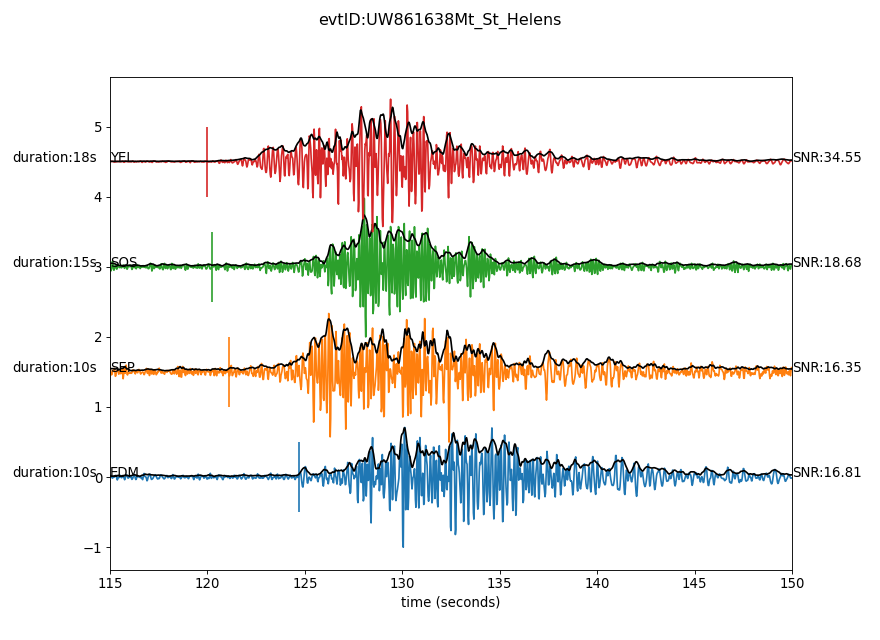 evtID:UW861638Mt_St_Helens
5
duration:18s YEL SNR:34.55
4
duration:15s 3 SOS SNR:18.68
2
duration:10s SEP SNR:16.35
1
duration:10s 0 EDM SNR:16.81
−1
115 120 125 130 135 140 145 150
time (seconds)